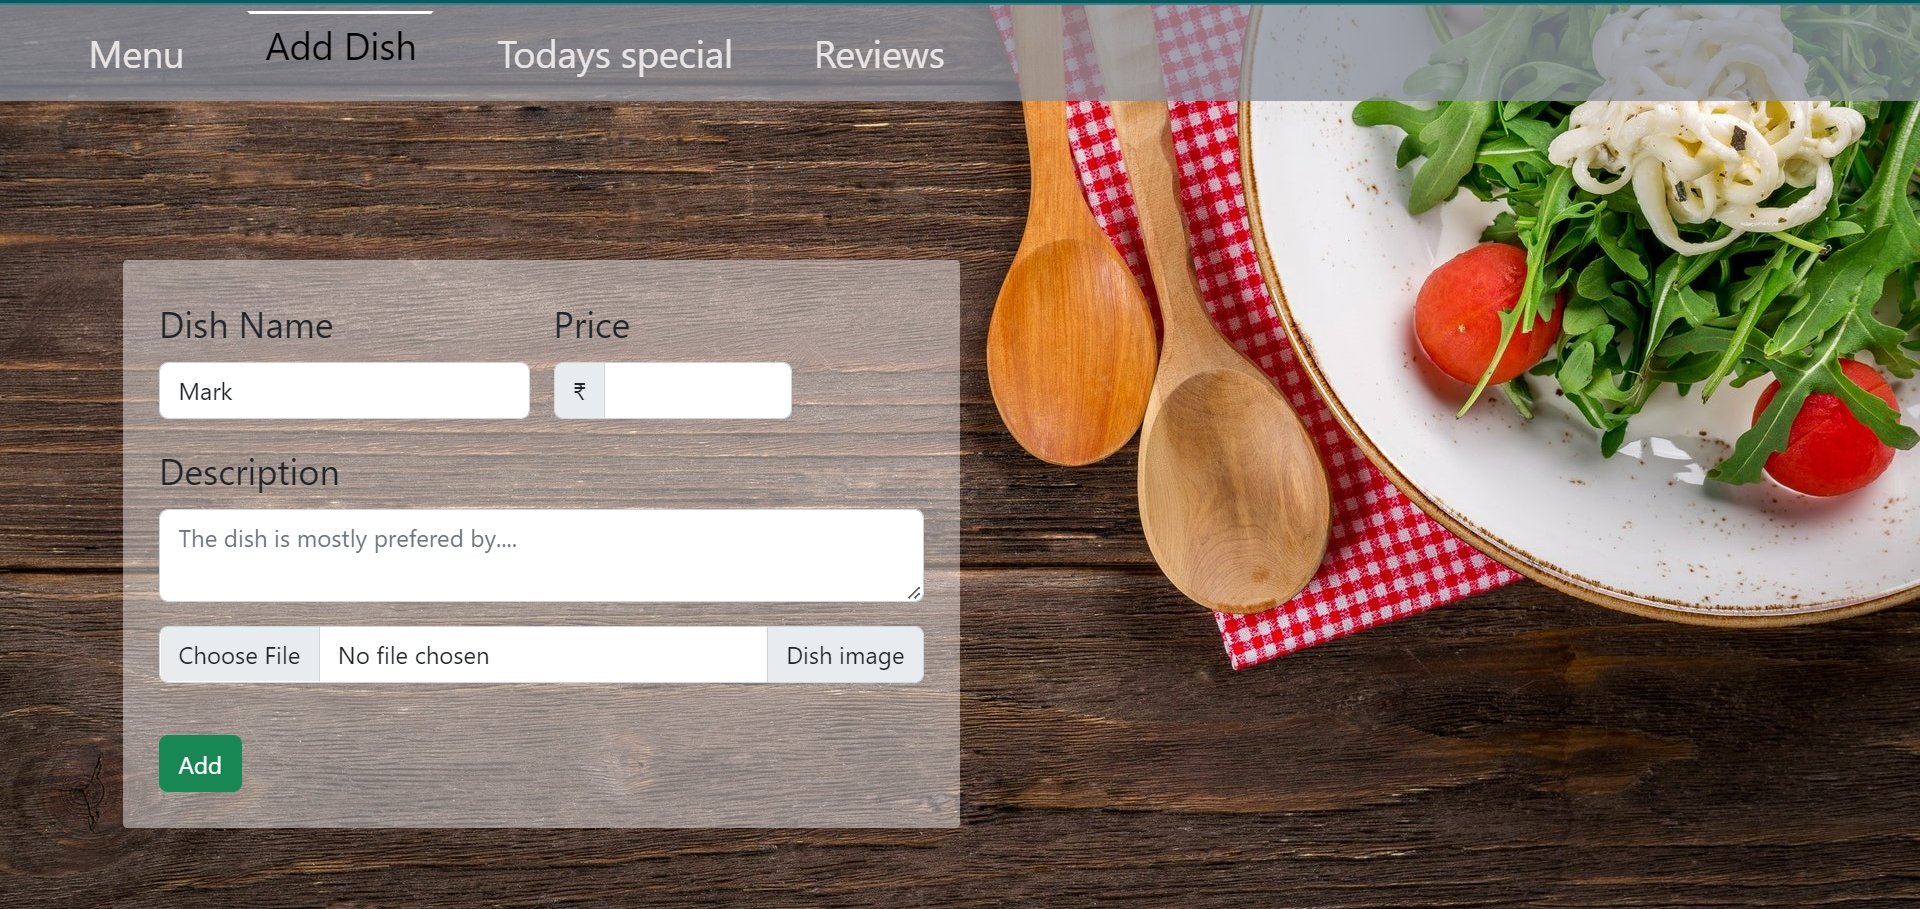 Menu Add Dish Todays special Reviews
Dish Name Price
Mark ₹
Description
The dish is mostly prefered by....
Choose File No file chosen Dish image
Add